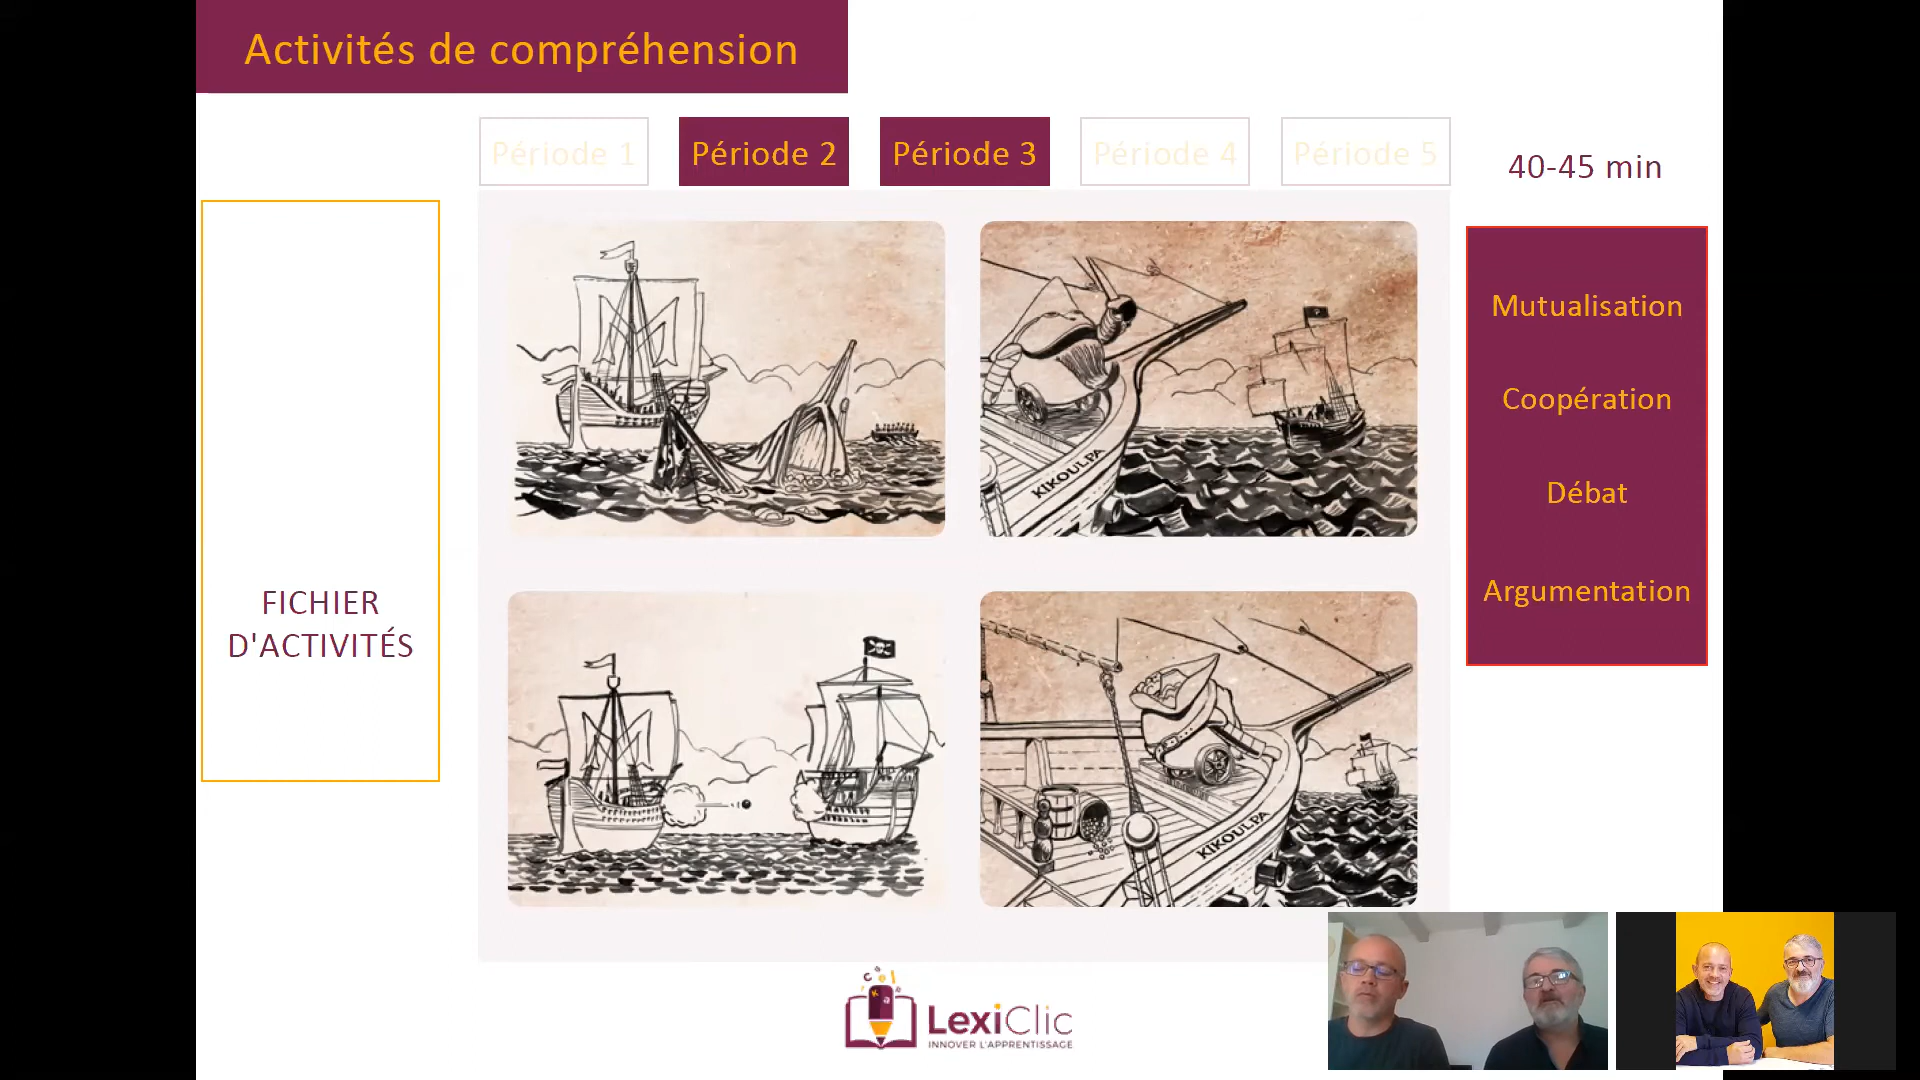 Activités de compréhension
Période 1
Période 2
Période 3
Période 4
Période 5
40-45 min
FICHIER
D'ACTIVITÉS
KIKOULPA
KIKOULPA
Mutualisation
Coopération
Débat
Argumentation
LexiClic
INNOVER L'APPRENTISSAGE